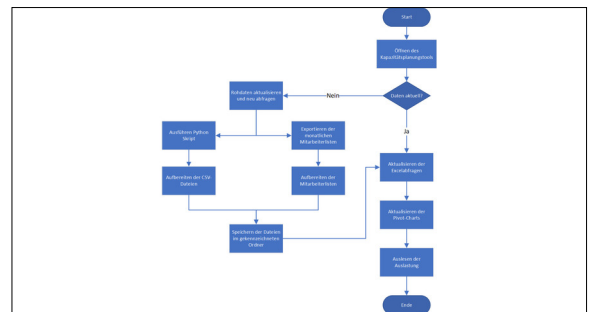 Start
Öffnen des
Kapazitätsplanungstools
Daten aktuell?
Nein
Ja
Rohdaten aktualisieren
und neu abfragen
Ausführen Python
Skript
Exportieren der
monatlichen
Mitarbeiterlisten
Aufbereiten der CSV-
Dateien
Aufbereiten der
Mitarbeiterlisten
Speichern der Dateien
im gekennzeichneten
Ordner
Aktualisieren der
Excelabfragen
Aktualisieren der
Pivot-Charts
Auslesen der
Auslastung
Ende